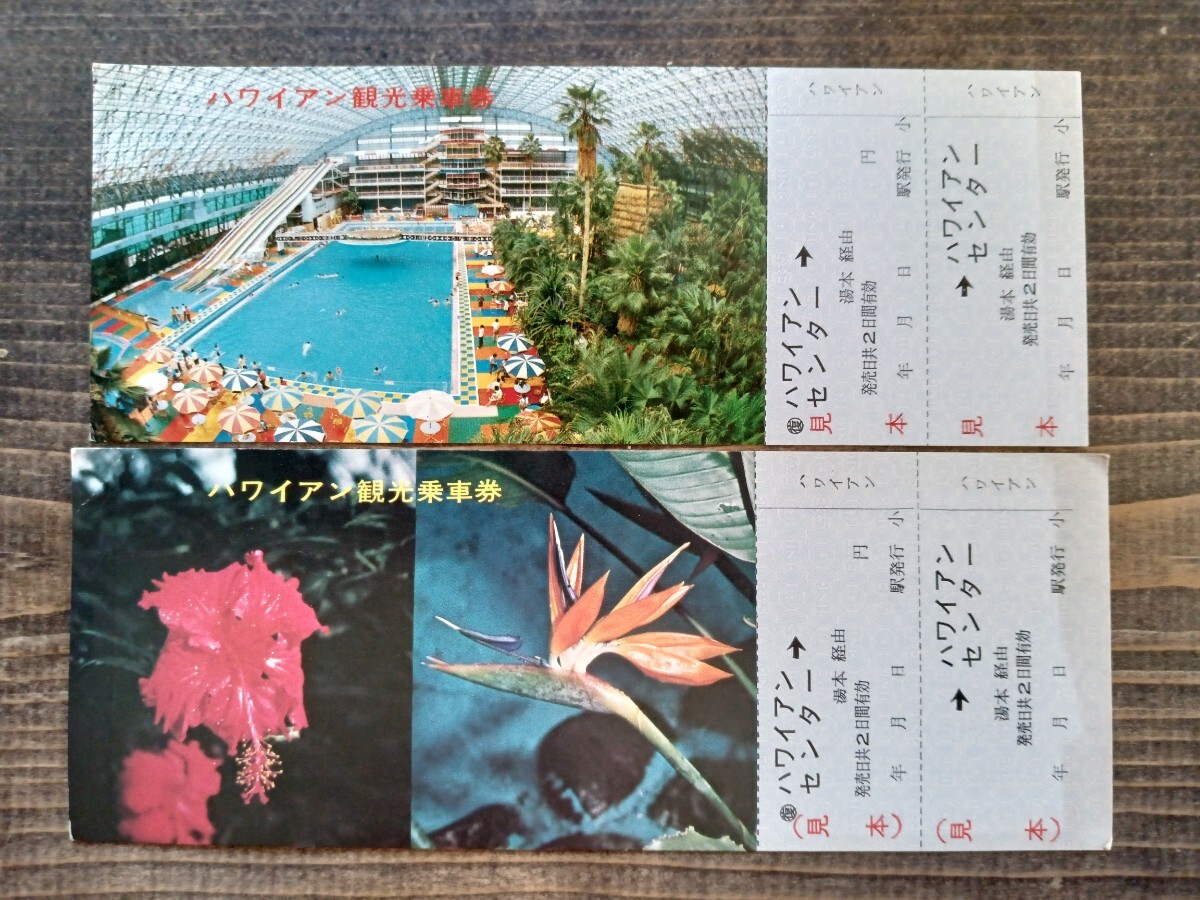 ハワイアン観光乗車券
ハワイアン
㊝ハワイアン
センター →
湯本 経由
円
発売日共2日間有効
年 月 日 駅発行
小
見 本
ハワイアン
→ ハワイアン
センター
湯本 経由
発売日共2日間有効
年 月 日 駅発行
小
見 本
ハワイアン観光乗車券
ハワイアン
ハワイアン
センター →
湯本 経由
円
発売日共2日間有効
年 月 日 駅発行
小
(見 本)
ハワイアン
→ ハワイアン
センター
湯本 経由
発売日共2日間有効
年 月 日 駅発行
小
(見 本)